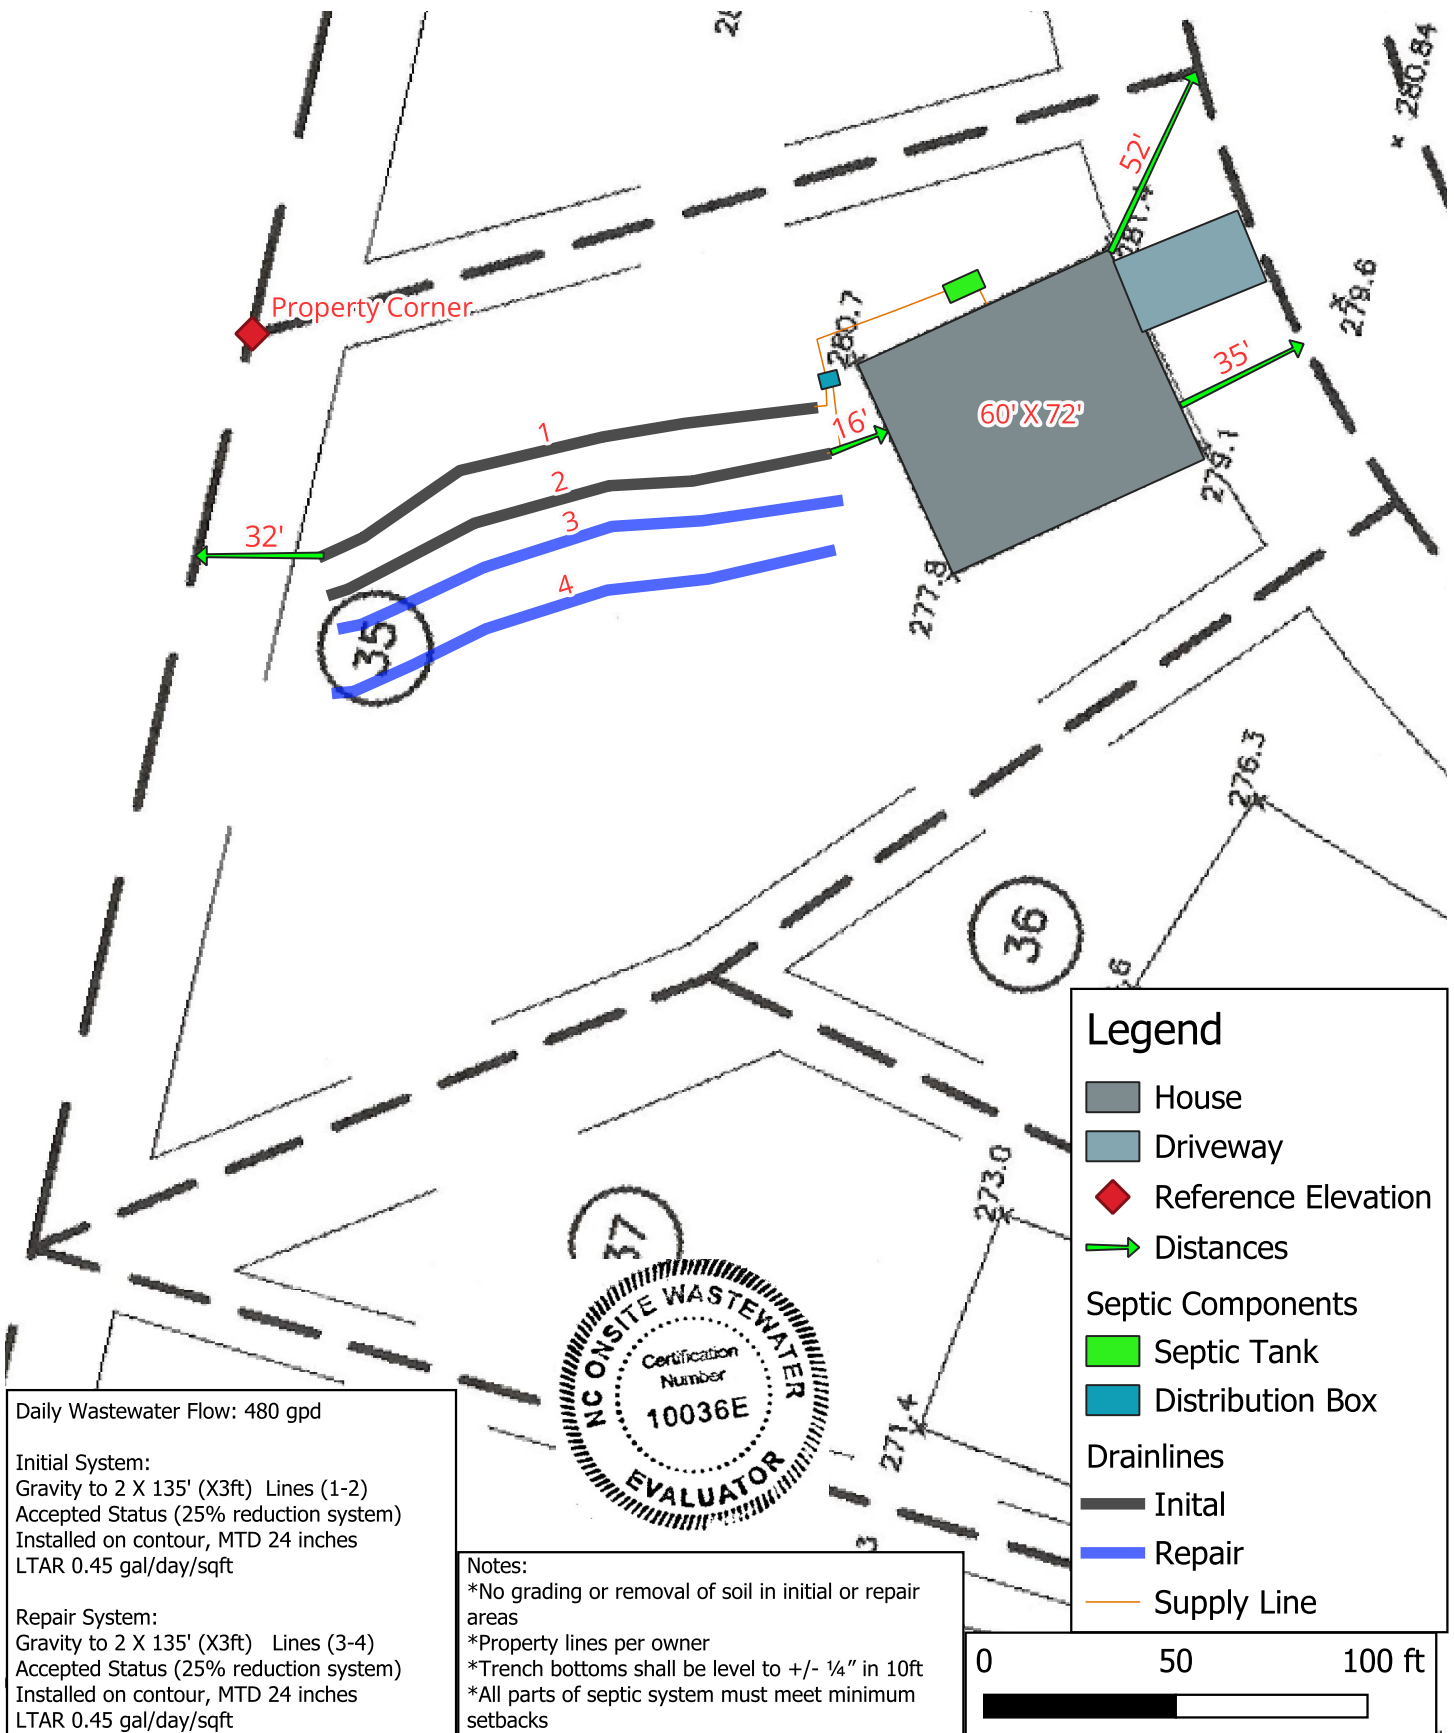 280.84
Property Corner
52'
281.4
279.6
280.7
35'
60' X 72'
16'
1
2
3
4
32'
279.1
277.8
35
276.3
36
273.0
37
271.4
3
NC ONSITE WASTEWATER
Certification
Number
10036E
EVALUATOR
Legend
House
Driveway
Reference Elevation
Distances
Septic Components
Septic Tank
Distribution Box
Drainlines
Inital
Repair
Supply Line
0 50 100 ft
Daily Wastewater Flow: 480 gpd
Initial System:
Gravity to 2 X 135' (X3ft) Lines (1-2)
Accepted Status (25% reduction system)
Installed on contour, MTD 24 inches
LTAR 0.45 gal/day/sqft
Repair System:
Gravity to 2 X 135' (X3ft) Lines (3-4)
Accepted Status (25% reduction system)
Installed on contour, MTD 24 inches
LTAR 0.45 gal/day/sqft
Notes:
*No grading or removal of soil in initial or repair
areas
*Property lines per owner
*Trench bottoms shall be level to +/- ¼” in 10ft
*All parts of septic system must meet minimum
setbacks